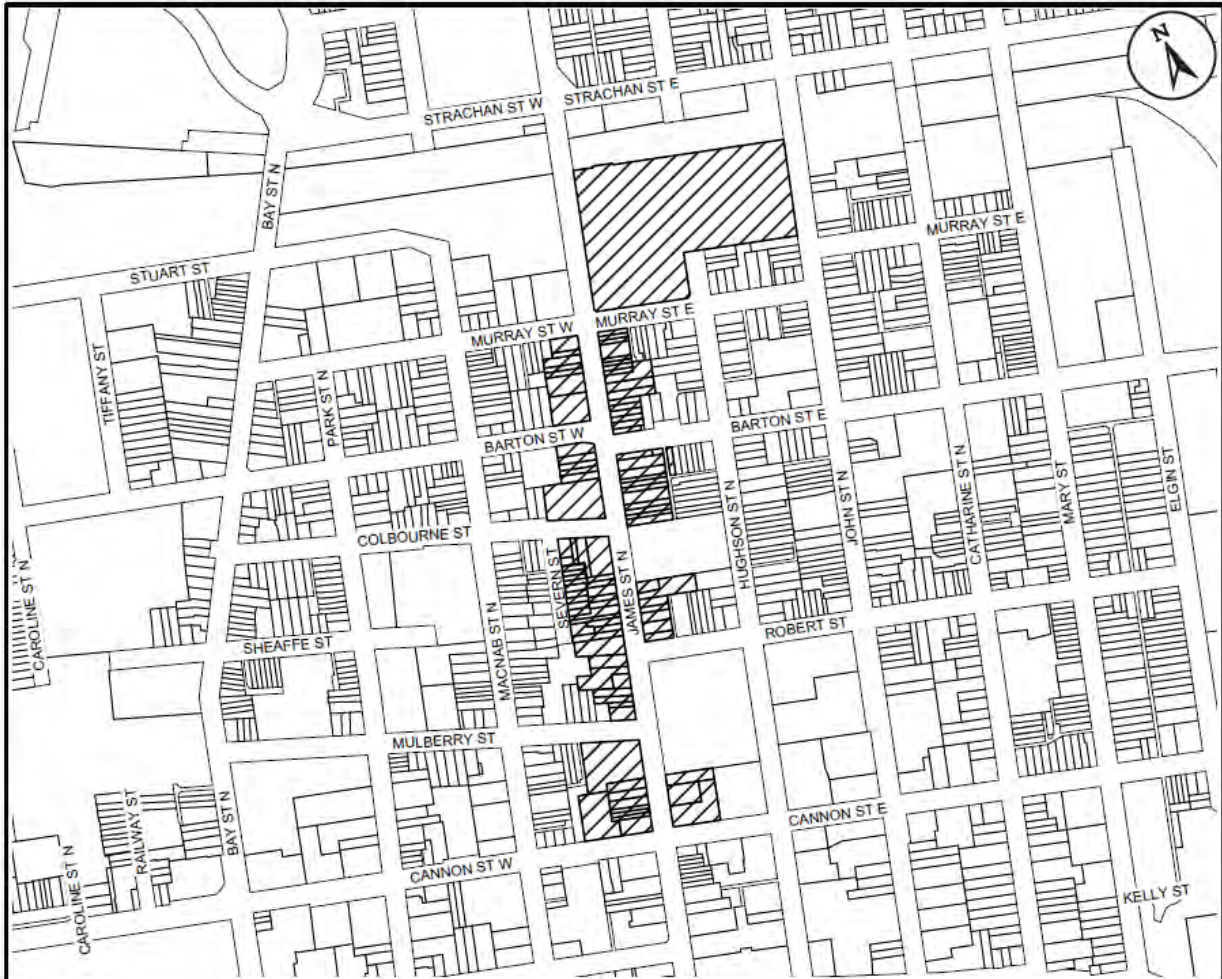 N
STRACHAN ST W
STRACHAN ST E
BAY ST N
MURRAY ST E
STUART ST
MURRAY ST W
MURRAY ST E
TIFFANY ST
PARK ST N
BARTON ST W
BARTON ST E
COLBOURNE ST
HUGHSON ST N
JOHN ST N
CATHARINE ST N
MARY ST
ELGIN ST
CAROLINE ST N
SEVERN ST
JAMES ST N
SHEAFFE ST
MACNAB ST N
ROBERT ST
MULBERRY ST
RAILWAY ST
BAY ST N
CANNON ST E
CAROLINE ST N
CANNON ST W
KELLY ST